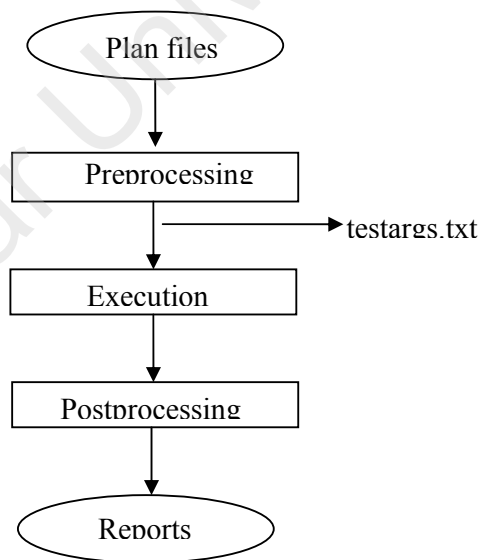 Plan files
Preprocessing
testargs.txt
Execution
Postprocessing
Reports